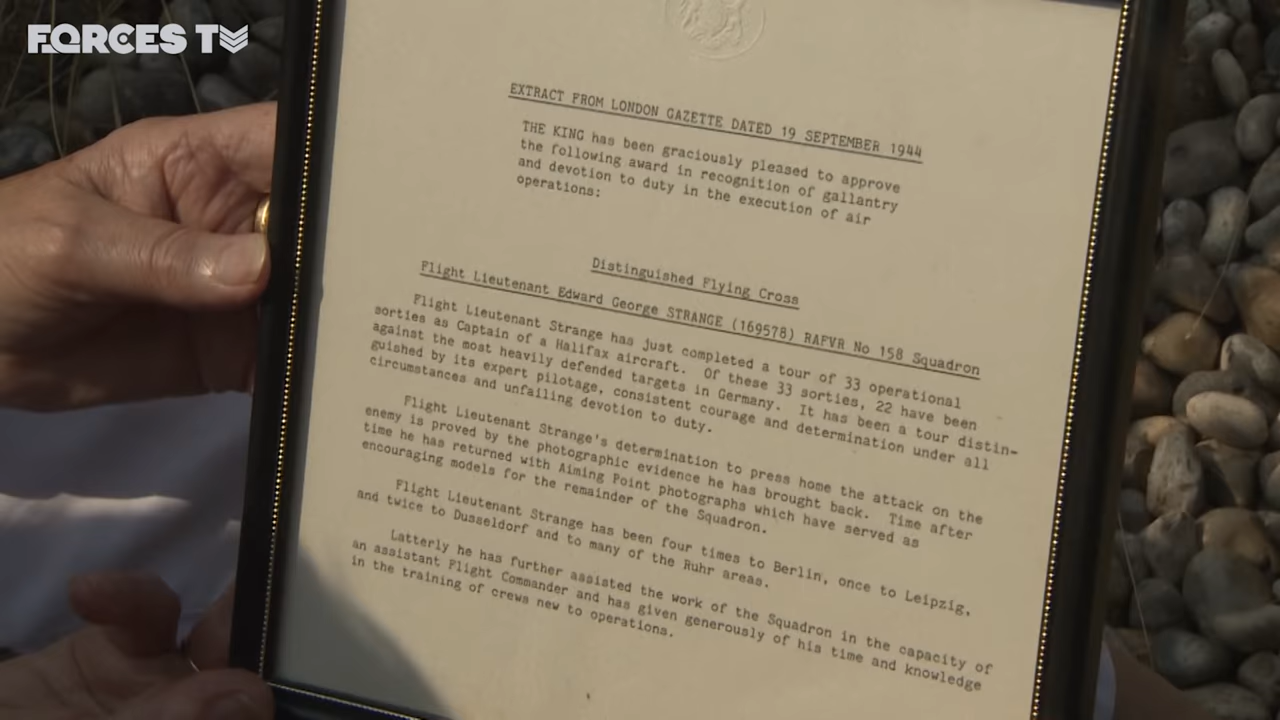 FORCES TV
EXTRACT FROM LONDON GAZETTE DATED 19 SEPTEMBER 1944
THE KING has been graciously pleased to approve
the following award in recognition of gallantry
and devotion to duty in the execution of air
operations:
Distinguished Flying Cross
Flight Lieutenant Edward George STRANGE (169578) RAFVR No 158 Squadron
Flight Lieutenant Strange has just completed a tour of 33 operational
sorties as Captain of a Halifax aircraft. Of these 33 sorties, 22 have been
against the most heavily defended targets in Germany. It has been a tour distin-
guished by its expert pilotage, consistent courage and determination under all
circumstances and unfailing devotion to duty.
Flight Lieutenant Strange's determination to press home the attack on the
enemy is proved by the photographic evidence he has brought back. Time after
time he has returned with Aiming Point photographs which have served as
encouraging models for the remainder of the Squadron.
Flight Lieutenant Strange has been four times to Berlin, once to Leipzig,
and twice to Dusseldorf and to many of the Ruhr areas.
Latterly he has further assisted the work of the Squadron in the capacity of
an assistant Flight Commander and has given generously of his time and knowledge
in the training of crews new to operations.